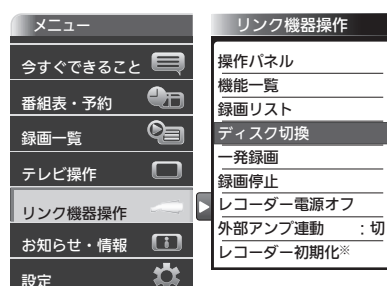 メニュー
今すぐできること
番組表・予約
録画一覧
テレビ操作
リンク機器操作
お知らせ・情報
設定
リンク機器操作
操作パネル
機能一覧
録画リスト
ディスク切換
一発録画
録画停止
レコーダー電源オフ
外部アンプ連動 ：切
レコーダー初期化※